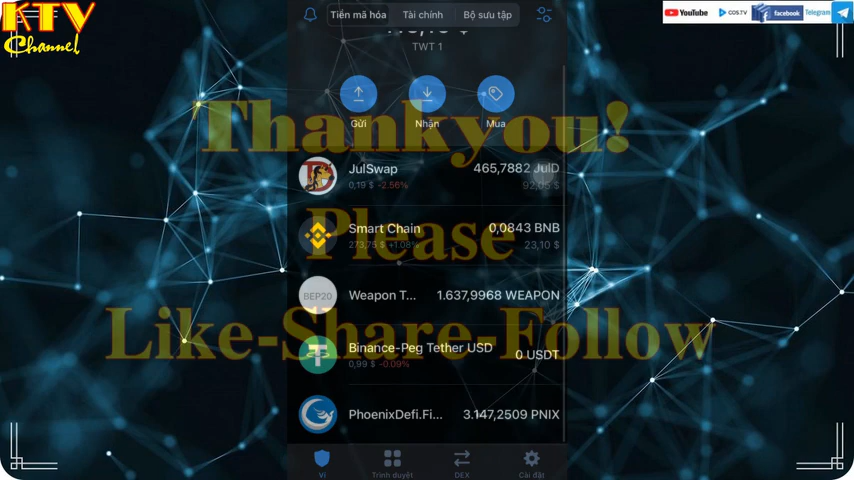 KTV
Channel
Tiền mã hóa
Tài chính
Bộ sưu tập
YouTube
COS.TV
facebook
Telegram
TWT 1
Gửi
Nhận
Mua
Thankyou!
JulSwap
465,7882 JulD
0,19 $ -2.56%
92,05 $
Please
Smart Chain
0,0843 BNB
273,75 $ +1.08%
23,10 $
BEP20
Weapon T...
1.637,9968 WEAPON
Like-Share-Follow
Binance-Peg Tether USD
0 USDT
0,99 $ -0.09%
PhoenixDefi.Fi...
3.147,2509 PNIX
Ví
Trình duyệt
DEX
Cài đặt